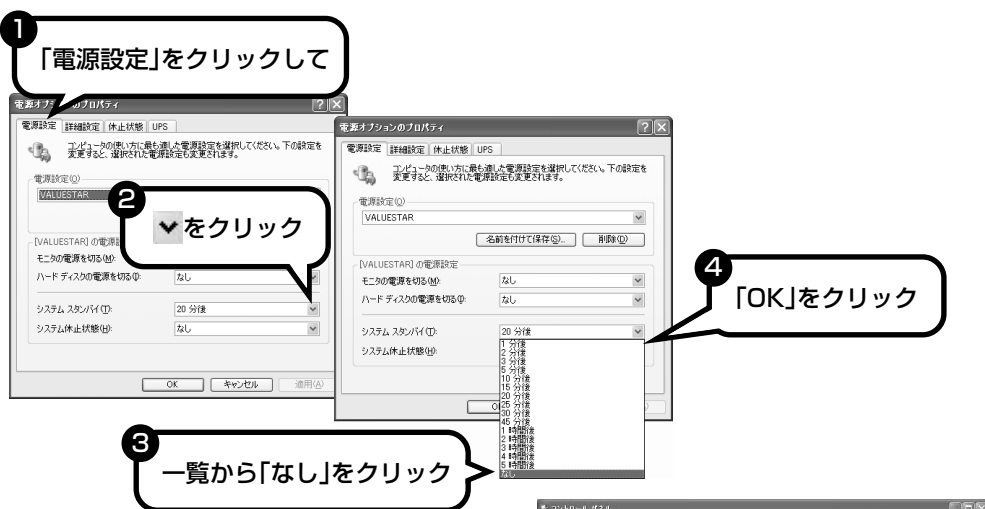 1
「電源設定」をクリックして
電源オプションのプロパティ
電源設定 詳細設定 休止状態 UPS
コンピュータの使い方に最も適した電源設定を選択してください。下の設定を
変更すると、選択された電源設定も変更されます。
電源設定(O)
VALUESTAR
2
をクリック
[VALUESTAR] の電源設
モニタの電源を切る(M):
ハード ディスクの電源を切る(I): なし
システム スタンバイ(T): 20 分後
システム休止状態(H): なし
OK キャンセル 適用(A)
電源オプションのプロパティ
電源設定 詳細設定 休止状態 UPS
コンピュータの使い方に最も適した電源設定を選択してください。下の設定を
変更すると、選択された電源設定も変更されます。
電源設定(O)
VALUESTAR
名前を付けて保存(S)... 削除(D)
[VALUESTAR] の電源設定
モニタの電源を切る(M): なし
ハード ディスクの電源を切る(I): なし
システム スタンバイ(T): 20 分後
システム休止状態(H):
1 分後
2 分後
3 分後
5 分後
10 分後
15 分後
20 分後
25 分後
30 分後
45 分後
1 時間後
2 時間後
3 時間後
4 時間後
5 時間後
なし
4
「OK」をクリック
3
一覧から「なし」をクリック
コントロール パネル